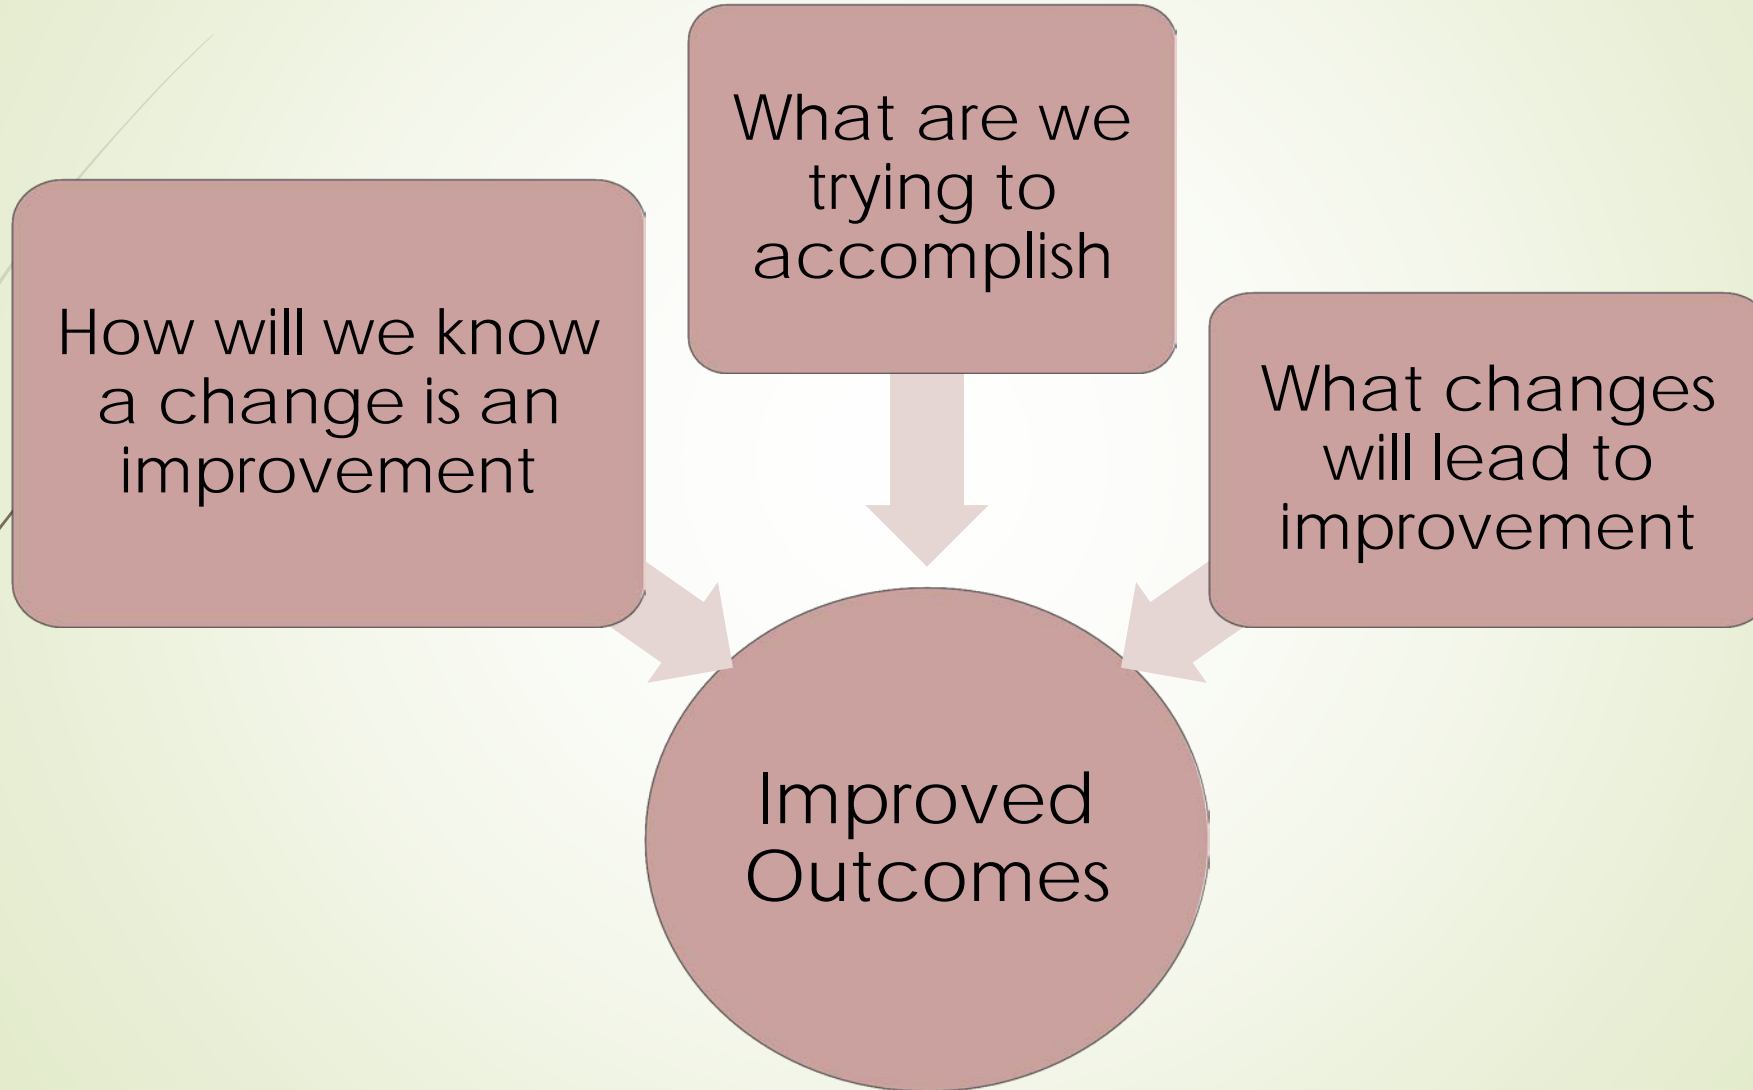 What are we
trying to
accomplish
How will we know
a change is an
improvement
What changes
will lead to
improvement
Improved
Outcomes